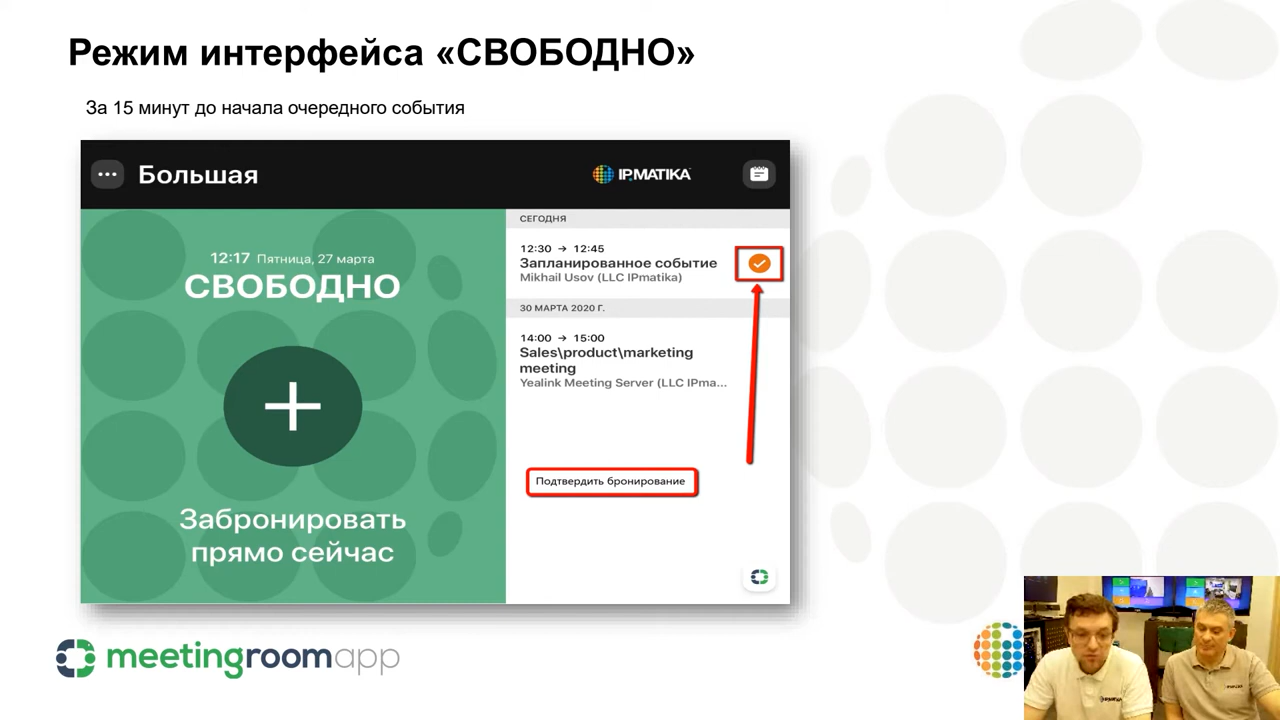 Режим интерфейса «СВОБОДНО»
За 15 минут до начала очередного события
Большая
IPMATIKA
12:17 Пятница, 27 марта
СВОБОДНО
Забронировать
прямо сейчас
СЕГОДНЯ
12:30 → 12:45
Запланированное событие
Mikhail Usov (LLC IPmatika)
30 МАРТА 2020 Г.
14:00 → 15:00
Sales\product\marketing
meeting
Yealink Meeting Server (LLC IPma...
Подтвердить бронирование
meetingroomapp